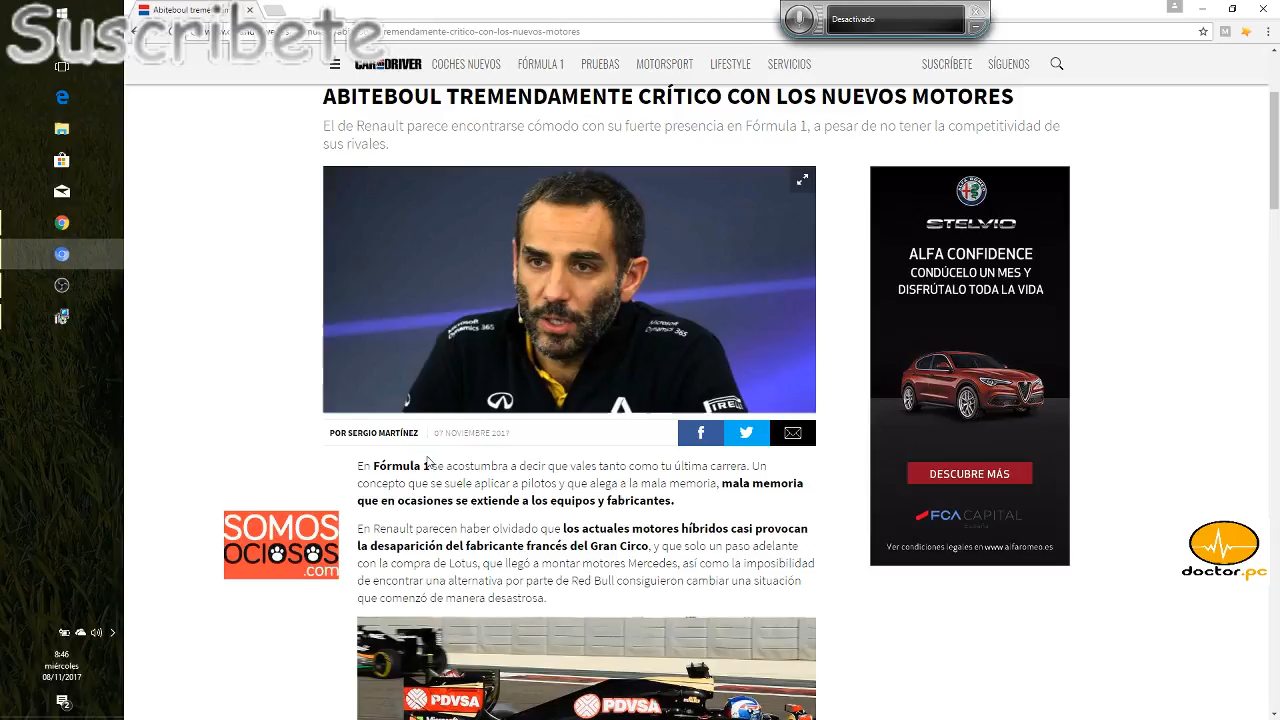 Suscribete
Abiteboul treme
Desactivado
tremendamente-critico-con-los-nuevos-motores
CAR DRIVER
COCHES NUEVOS
FÓRMULA 1
PRUEBAS
MOTORSPORT
LIFESTYLE
SERVICIOS
SUSCRÍBETE
SÍGUENOS
ABITEBOUL TREMENDAMENTE CRÍTICO CON LOS NUEVOS MOTORES
El de Renault parece encontrarse cómodo con su fuerte presencia en Fórmula 1, a pesar de no tener la competitividad de
sus rivales.
Microsoft
Dynamics 365
Microsoft
Dynamics 365
PIRELLI
POR SERGIO MARTÍNEZ
07 NOVIEMBRE 2017
En Fórmula 1 se acostumbra a decir que vales tanto como tu última carrera. Un
concepto que se suele aplicar a pilotos y que alega a la mala memoria, mala memoria
que en ocasiones se extiende a los equipos y fabricantes.
En Renault parecen haber olvidado que los actuales motores híbridos casi provocan
la desaparición del fabricante francés del Gran Circo, y que solo un paso adelante
con la compra de Lotus, que llegó a montar motores Mercedes, así como la imposibilidad
de encontrar una alternativa por parte de Red Bull consiguieron cambiar una situación
que comenzó de manera desastrosa.
PDVSA
PDVSA
STELVIO
ALFA CONFIDENCE
CONDÚCELO UN MES Y
DISFRÚTALO TODA LA VIDA
DESCUBRE MÁS
FCA CAPITAL
Ver condiciones legales en www.alfaromeo.es
SOMOS
OCIOSOS
.com
doctor.pc
8:46
miércoles
08/11/2017